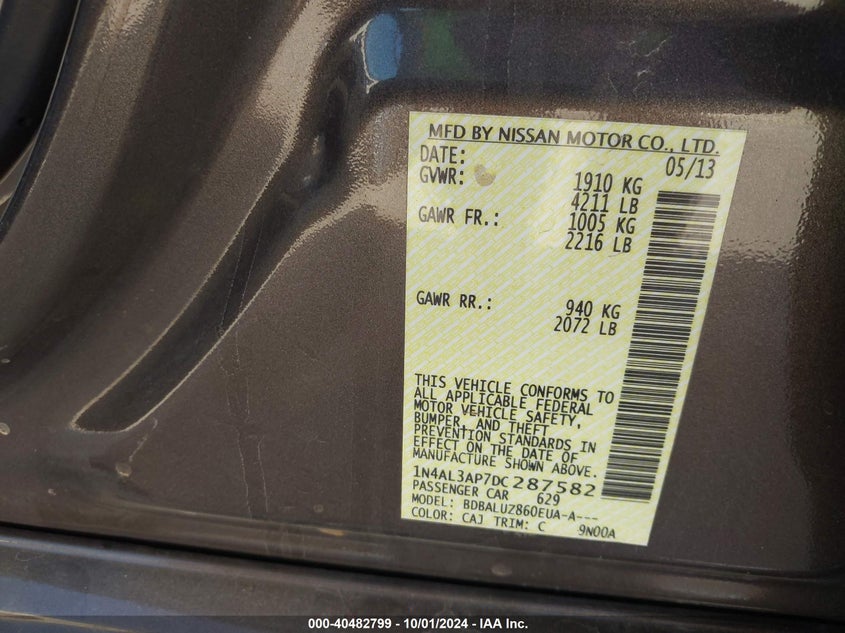 MFD BY NISSAN MOTOR CO., LTD.
DATE: 05/13
GVWR: 1910 KG
4211 LB
GAWR FR.: 1005 KG
2216 LB
GAWR RR.: 940 KG
2072 LB
THIS VEHICLE CONFORMS TO
ALL APPLICABLE FEDERAL
MOTOR VEHICLE SAFETY,
BUMPER, AND THEFT
PREVENTION STANDARDS IN
EFFECT ON THE DATE OF
MANUFACTURE SHOWN ABOVE.
1N4AL3AP7DC287582
PASSENGER CAR 629
MODEL: BDBALUZ860EUA-A---
COLOR: CAJ TRIM: C 9N00A
000-40482799 - 10/01/2024 - IAA Inc.